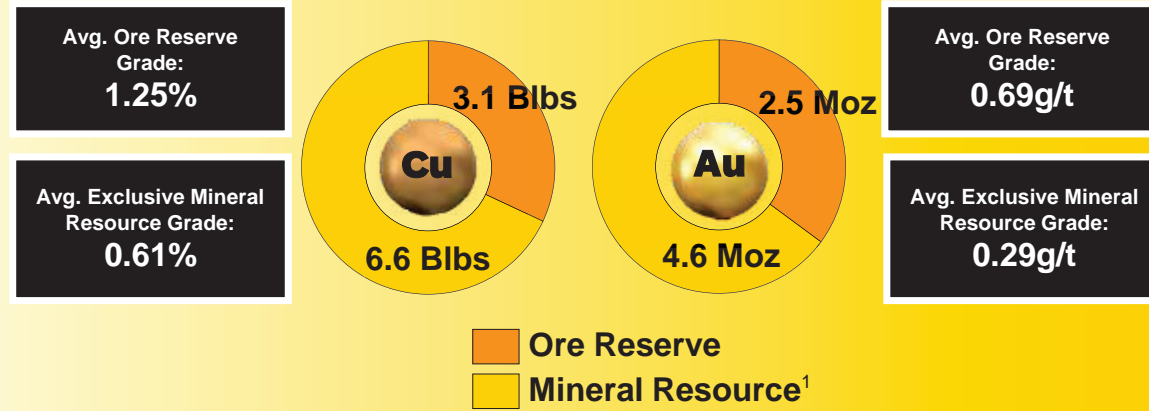 Avg. Ore Reserve
Grade:
1.25%
Avg. Exclusive Mineral
Resource Grade:
0.61%
3.1 Blbs
Cu
6.6 Blbs
2.5 Moz
Au
4.6 Moz
Avg. Ore Reserve
Grade:
0.69g/t
Avg. Exclusive Mineral
Resource Grade:
0.29g/t
Ore Reserve
Mineral Resource¹